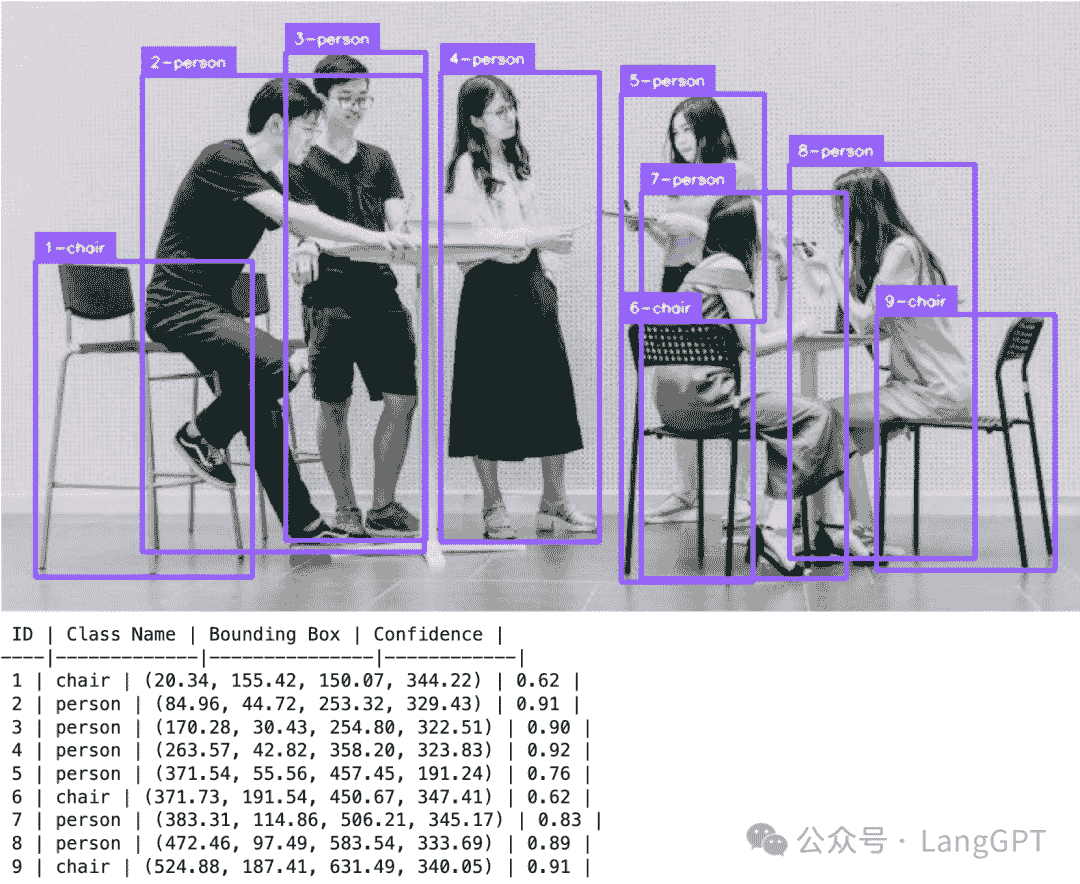 3-person
2-person
4-person
5-person
8-person
7-person
1-chair
6-chair
9-chair
ID | Class Name | Bounding Box | Confidence |
----|-------------|---------------|------------|
1 | chair | (20.34, 155.42, 150.07, 344.22) | 0.62 |
2 | person | (84.96, 44.72, 253.32, 329.43) | 0.91 |
3 | person | (170.28, 30.43, 254.80, 322.51) | 0.90 |
4 | person | (263.57, 42.82, 358.20, 323.83) | 0.92 |
5 | person | (371.54, 55.56, 457.45, 191.24) | 0.76 |
6 | chair | (371.73, 191.54, 450.67, 347.41) | 0.62 |
7 | person | (383.31, 114.86, 506.21, 345.17) | 0.83 |
8 | person | (472.46, 97.49, 583.54, 333.69) | 0.89 |
9 | chair | (524.88, 187.41, 631.49, 340.05) | 0.91 |
公众号 · LangGPT